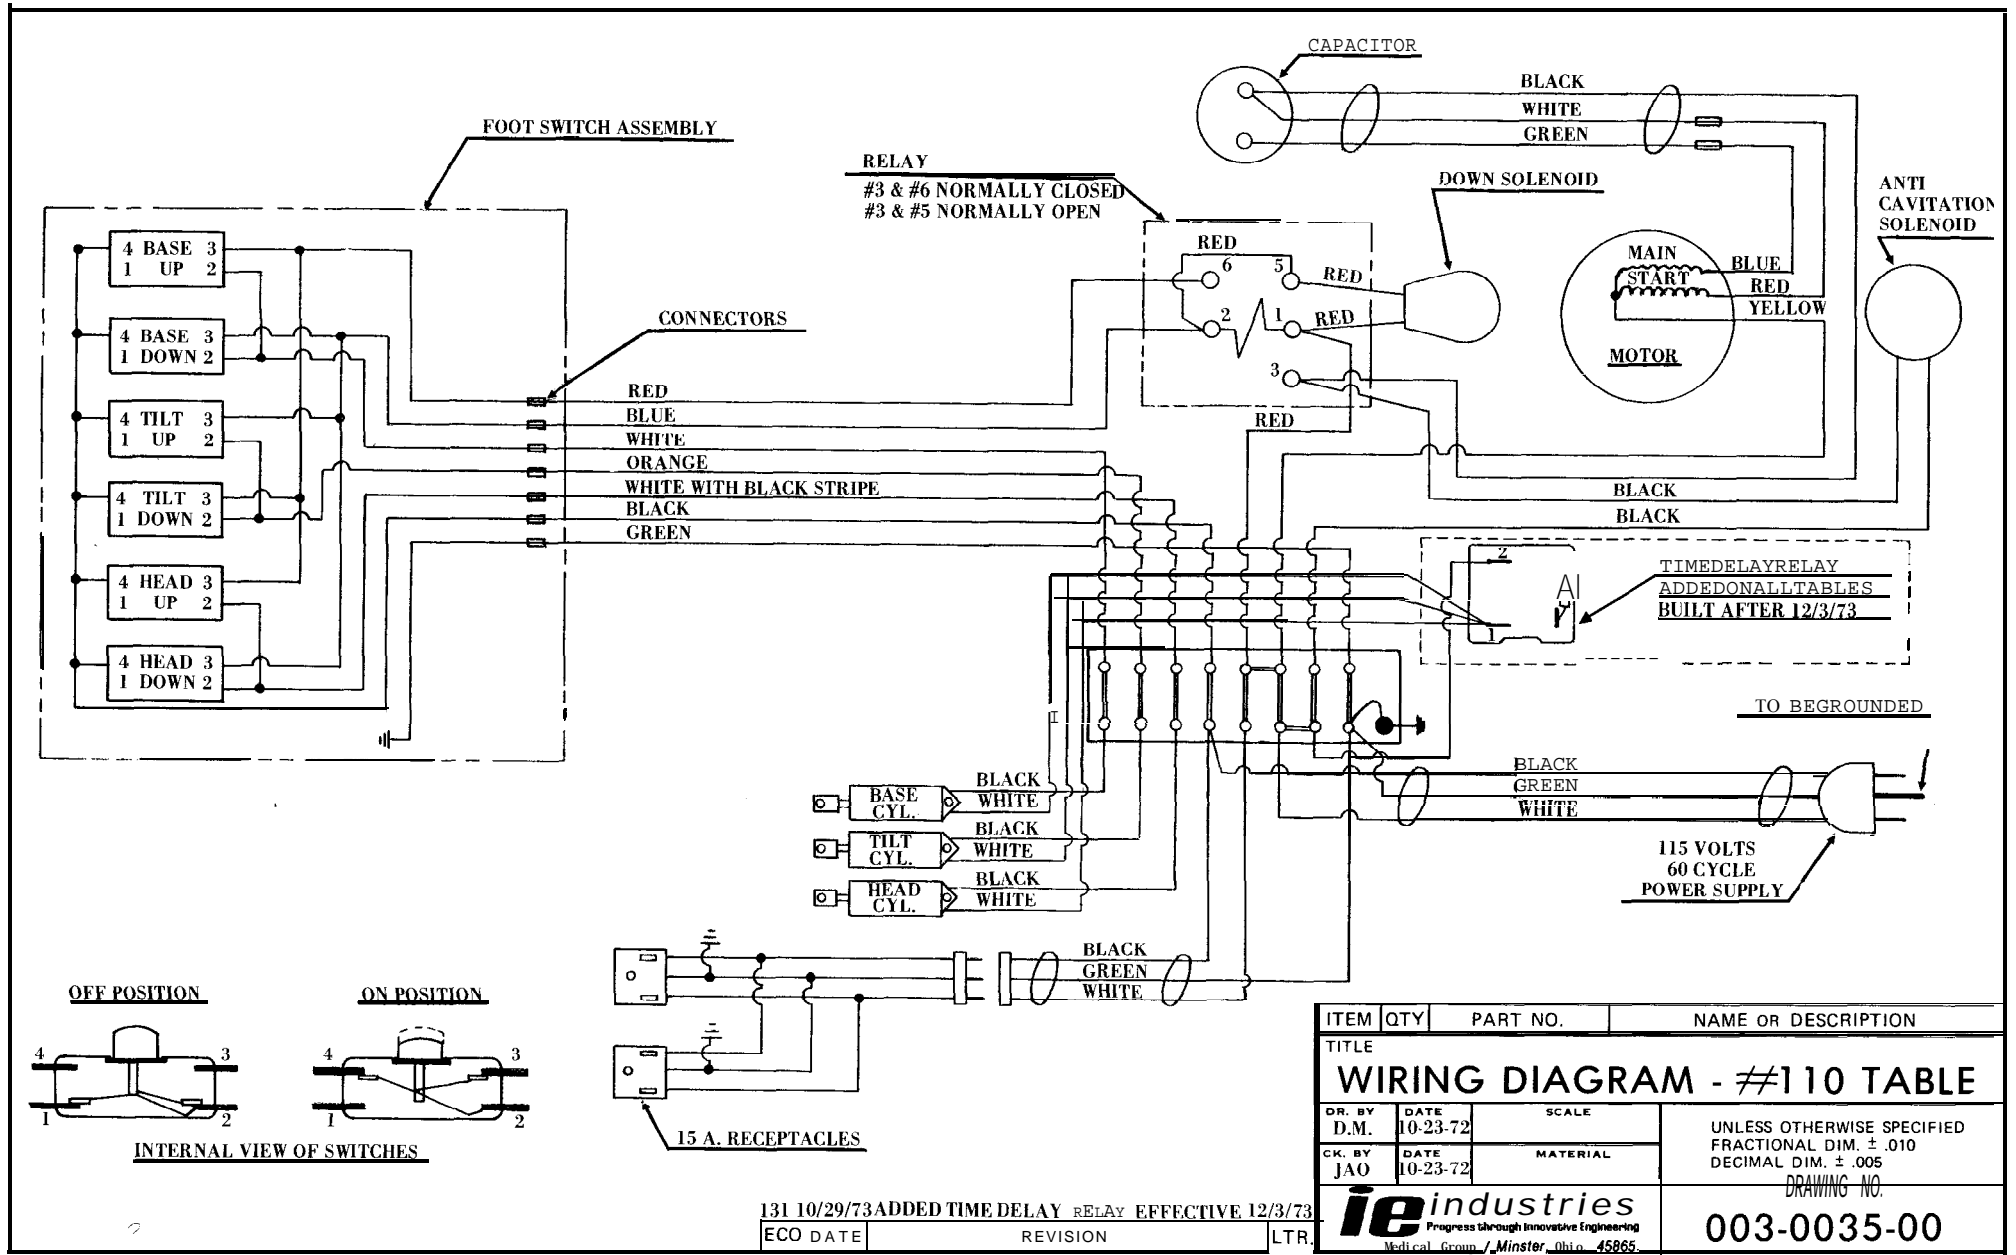 CAPACITOR
BLACK
WHITE
GREEN
FOOT SWITCH ASSEMBLY
RELAY
#3 & #6 NORMALLY CLOSED
#3 & #5 NORMALLY OPEN
DOWN SOLENOID
ANTI
CAVITATION
SOLENOID
4 BASE 3
1 UP 2
4 BASE 3
1 DOWN 2
4 TILT 3
1 UP 2
4 TILT 3
1 DOWN 2
4 HEAD 3
1 UP 2
4 HEAD 3
1 DOWN 2
CONNECTORS
RED
BLUE
WHITE
ORANGE
WHITE WITH BLACK STRIPE
BLACK
GREEN
RED
6 5
2 1
3
RED
RED
RED
MAIN
START
MOTOR
BLUE
RED
YELLOW
BLACK
BLACK
2
1
AI
TIMEDELAYRELAY
ADDEDONALLTABLES
BUILT AFTER 12/3/73
TO BEGROUNDED
I
BLACK
GREEN
WHITE
115 VOLTS
60 CYCLE
POWER SUPPLY
BASE
CYL.
BLACK
WHITE
TILT
CYL.
BLACK
WHITE
HEAD
CYL.
BLACK
WHITE
BLACK
GREEN
WHITE
15 A. RECEPTACLES
OFF POSITION
4 3
1 2
ON POSITION
4 3
1 2
INTERNAL VIEW OF SWITCHES
131 10/29/73 ADDED TIME DELAY RELAY EFFECTIVE 12/3/73
ECO DATE REVISION LTR.
ITEM QTY PART NO. NAME OR DESCRIPTION
TITLE
WIRING DIAGRAM - #110 TABLE
DR. BY DATE SCALE
D.M. 10-23-72
CK. BY DATE MATERIAL
JAO 10-23-72
UNLESS OTHERWISE SPECIFIED
FRACTIONAL DIM. ± .010
DECIMAL DIM. ± .005
DRAWING NO.
003-0035-00
ie industries
Progress through Innovative Engineering
Medical Group / Minster, Ohio 45865